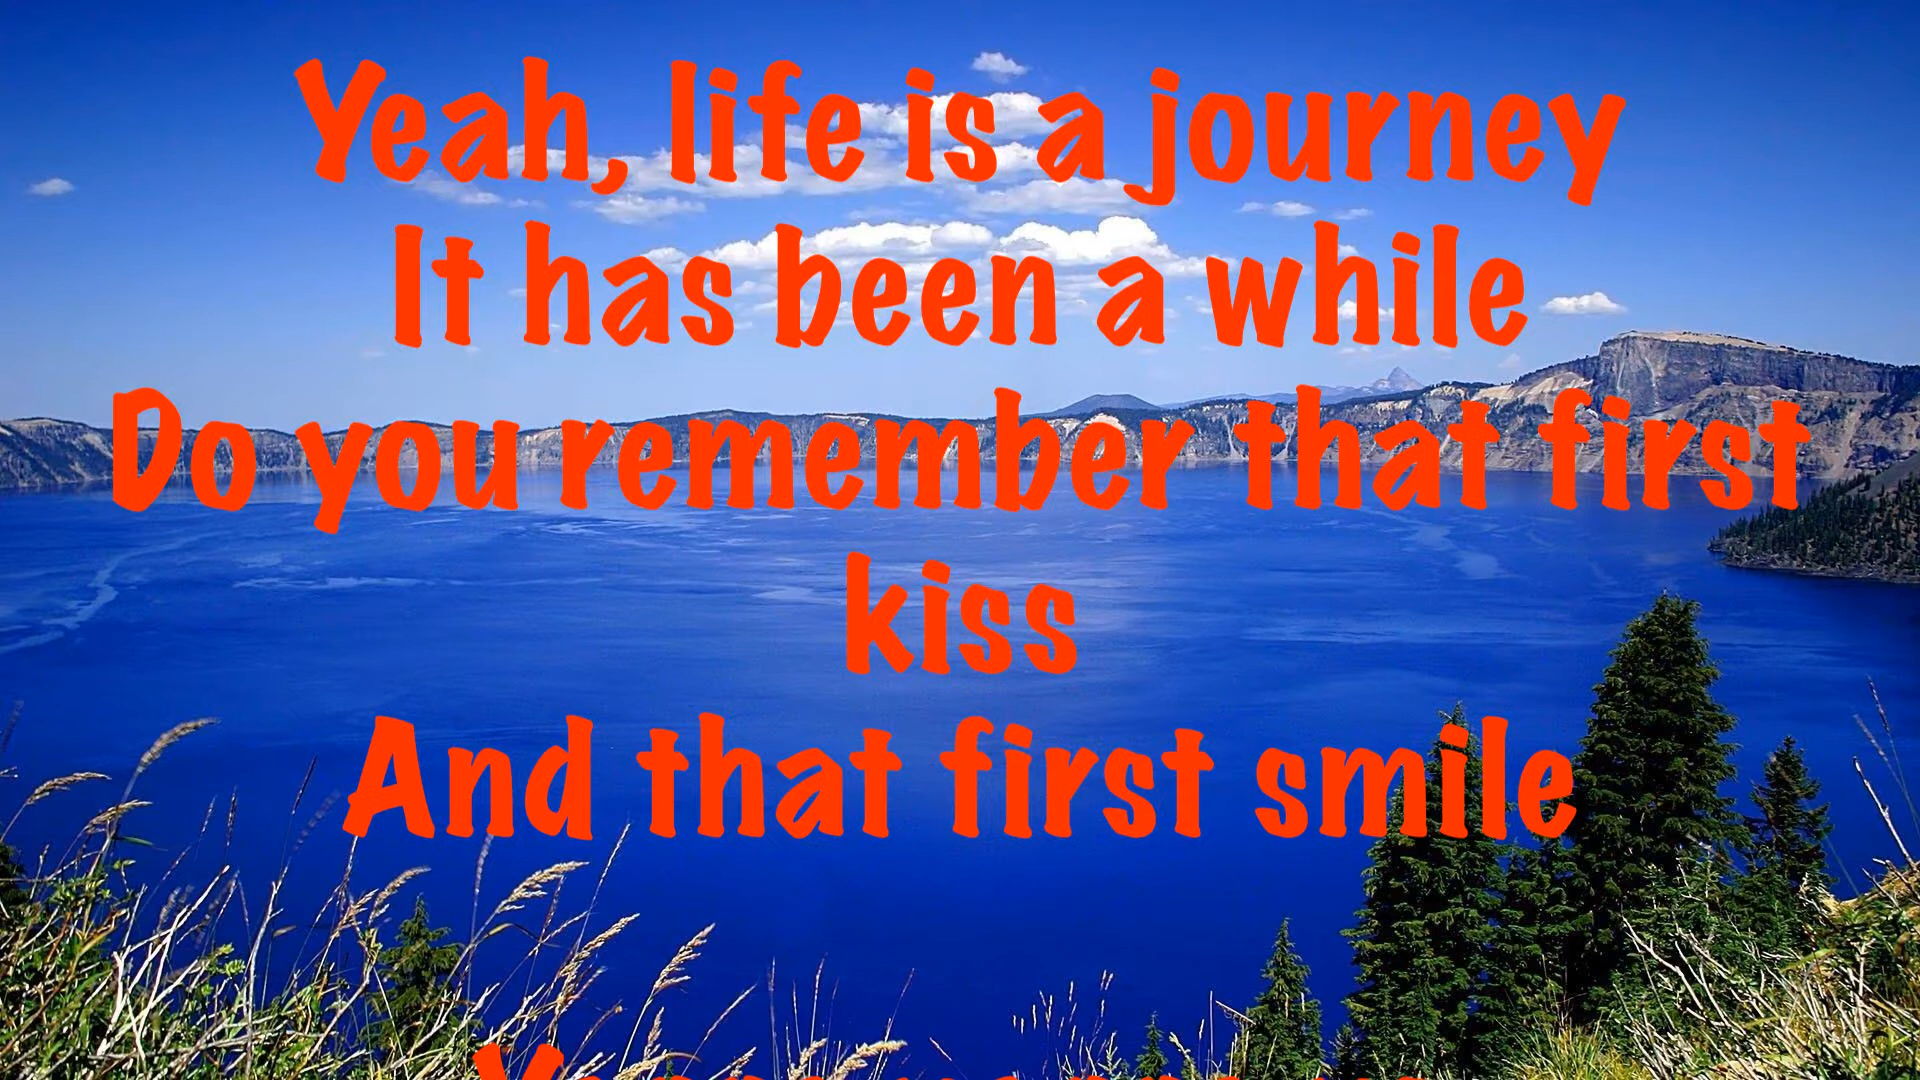 Yeah, life is a journey
It has been a while
Do you remember that first
kiss
And that first smile